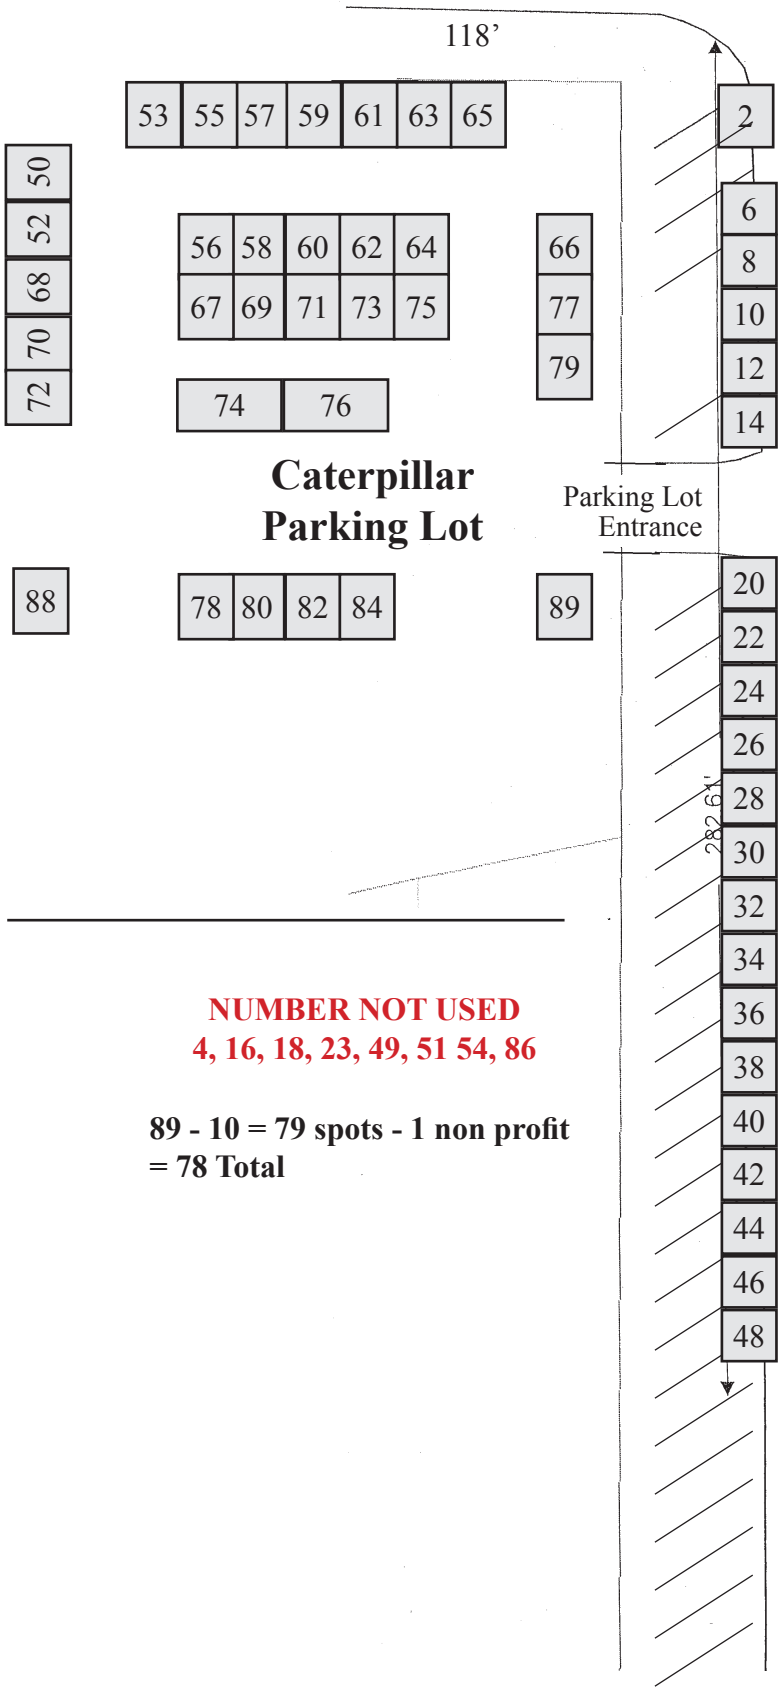 118’
53 55 57 59 61 63 65
2
50
52
68
70
72
56 58 60 62 64
67 69 71 73 75
66
77
79
6
8
10
12
14
74 76
Caterpillar
Parking Lot
Parking Lot
Entrance
88
78 80 82 84
89
20
22
24
26
28
30
32
34
36
38
40
42
44
46
48
282.61'
NUMBER NOT USED
4, 16, 18, 23, 49, 51 54, 86
89 - 10 = 79 spots - 1 non profit
= 78 Total